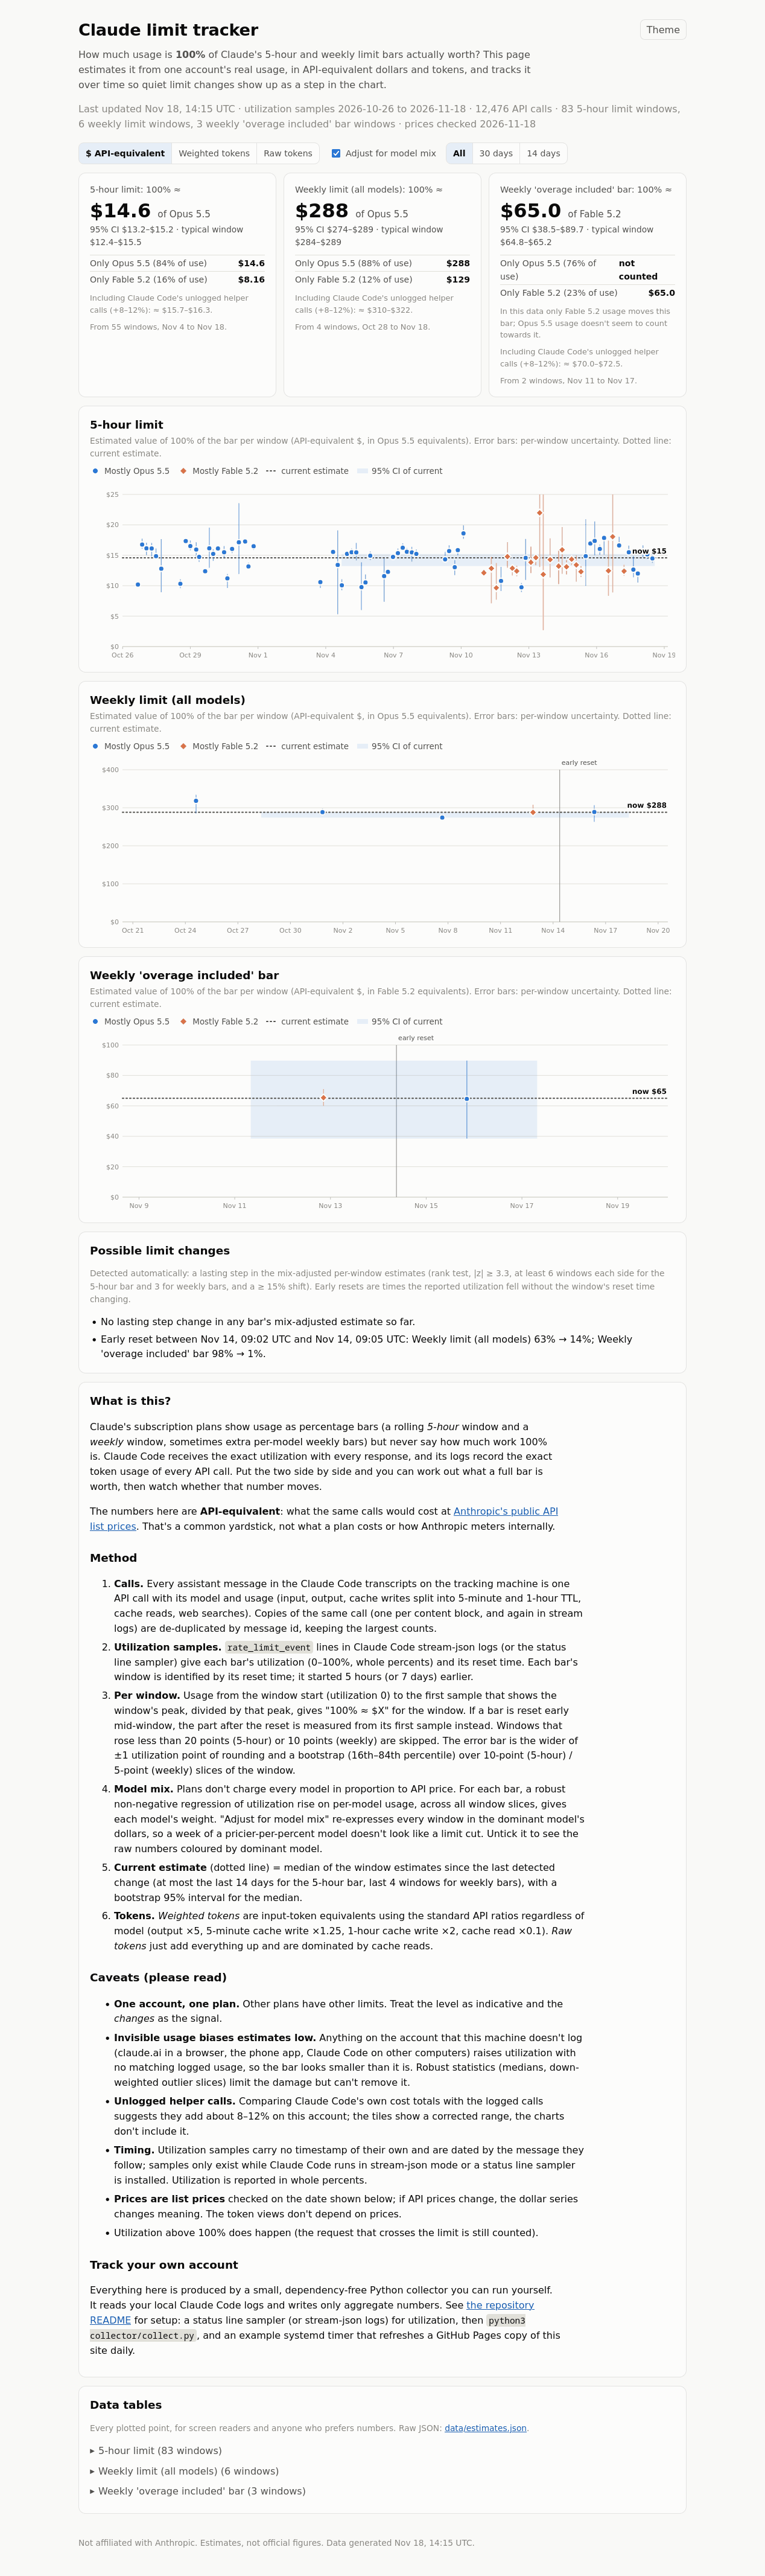 Claude limit tracker
Theme
How much usage is 100% of Claude's 5-hour and weekly limit bars actually worth? This page
estimates it from one account's real usage, in API-equivalent dollars and tokens, and tracks it
over time so quiet limit changes show up as a step in the chart.
Last updated Nov 18, 14:15 UTC · utilization samples 2026-10-26 to 2026-11-18 · 12,476 API calls · 83 5-hour limit windows,
6 weekly limit windows, 3 weekly 'overage included' bar windows · prices checked 2026-11-18
$ API-equivalent
Weighted tokens
Raw tokens
Adjust for model mix
All
30 days
14 days
5-hour limit: 100% ≈
$14.6 of Opus 5.5
95% CI $13.2–$15.2 · typical window
$12.4–$15.5
Only Opus 5.5 (84% of use) $14.6
Only Fable 5.2 (16% of use) $8.16
Including Claude Code's unlogged helper
calls (+8–12%): ≈ $15.7–$16.3.
From 55 windows, Nov 4 to Nov 18.
Weekly limit (all models): 100% ≈
$288 of Opus 5.5
95% CI $274–$289 · typical window
$284–$289
Only Opus 5.5 (88% of use) $288
Only Fable 5.2 (12% of use) $129
Including Claude Code's unlogged helper
calls (+8–12%): ≈ $310–$322.
From 4 windows, Oct 28 to Nov 18.
Weekly 'overage included' bar: 100% ≈
$65.0 of Fable 5.2
95% CI $38.5–$89.7 · typical window
$64.8–$65.2
Only Opus 5.5 (76% of use) not counted
Only Fable 5.2 (23% of use) $65.0
In this data only Fable 5.2 usage moves this
bar; Opus 5.5 usage doesn't seem to count
towards it.
Including Claude Code's unlogged helper
calls (+8–12%): ≈ $70.0–$72.5.
From 2 windows, Nov 11 to Nov 17.
5-hour limit
Estimated value of 100% of the bar per window (API-equivalent $, in Opus 5.5 equivalents). Error bars: per-window uncertainty. Dotted line:
current estimate.
Mostly Opus 5.5
Mostly Fable 5.2
current estimate
95% CI of current
$25
$20
$15
$10
$5
$0
now $15
Oct 26
Oct 29
Nov 1
Nov 4
Nov 7
Nov 10
Nov 13
Nov 16
Nov 19
Weekly limit (all models)
Estimated value of 100% of the bar per window (API-equivalent $, in Opus 5.5 equivalents). Error bars: per-window uncertainty. Dotted line:
current estimate.
Mostly Opus 5.5
Mostly Fable 5.2
current estimate
95% CI of current
early reset
$400
$300
$200
$100
$0
now $288
Oct 21
Oct 24
Oct 27
Oct 30
Nov 2
Nov 5
Nov 8
Nov 11
Nov 14
Nov 17
Nov 20
Weekly 'overage included' bar
Estimated value of 100% of the bar per window (API-equivalent $, in Fable 5.2 equivalents). Error bars: per-window uncertainty. Dotted line:
current estimate.
Mostly Opus 5.5
Mostly Fable 5.2
current estimate
95% CI of current
early reset
$100
$80
$60
$40
$20
$0
now $65
Nov 9
Nov 11
Nov 13
Nov 15
Nov 17
Nov 19
Possible limit changes
Detected automatically: a lasting step in the mix-adjusted per-window estimates (rank test, |z| ≥ 3.3, at least 6 windows each side for the
5-hour bar and 3 for weekly bars, and a ≥ 15% shift). Early resets are times the reported utilization fell without the window's reset time
changing.
• No lasting step change in any bar's mix-adjusted estimate so far.
• Early reset between Nov 14, 09:02 UTC and Nov 14, 09:05 UTC: Weekly limit (all models) 63% → 14%; Weekly
'overage included' bar 98% → 1%.
What is this?
Claude's subscription plans show usage as percentage bars (a rolling 5-hour window and a
weekly window, sometimes extra per-model weekly bars) but never say how much work 100%
is. Claude Code receives the exact utilization with every response, and its logs record the exact
token usage of every API call. Put the two side by side and you can work out what a full bar is
worth, then watch whether that number moves.
The numbers here are API-equivalent: what the same calls would cost at Anthropic's public API
list prices. That's a common yardstick, not what a plan costs or how Anthropic meters internally.
Method
1. Calls. Every assistant message in the Claude Code transcripts on the tracking machine is one
API call with its model and usage (input, output, cache writes split into 5-minute and 1-hour TTL,
cache reads, web searches). Copies of the same call (one per content block, and again in stream
logs) are de-duplicated by message id, keeping the largest counts.
2. Utilization samples. rate_limit_event lines in Claude Code stream-json logs (or the status
line sampler) give each bar's utilization (0–100%, whole percents) and its reset time. Each bar's
window is identified by its reset time; it started 5 hours (or 7 days) earlier.
3. Per window. Usage from the window start (utilization 0) to the first sample that shows the
window's peak, divided by that peak, gives "100% ≈ $X" for the window. If a bar is reset early
mid-window, the part after the reset is measured from its first sample instead. Windows that
rose less than 20 points (5-hour) or 10 points (weekly) are skipped. The error bar is the wider of
±1 utilization point of rounding and a bootstrap (16th–84th percentile) over 10-point (5-hour) /
5-point (weekly) slices of the window.
4. Model mix. Plans don't charge every model in proportion to API price. For each bar, a robust
non-negative regression of utilization rise on per-model usage, across all window slices, gives
each model's weight. "Adjust for model mix" re-expresses every window in the dominant model's
dollars, so a week of a pricier-per-percent model doesn't look like a limit cut. Untick it to see the
raw numbers coloured by dominant model.
5. Current estimate (dotted line) = median of the window estimates since the last detected
change (at most the last 14 days for the 5-hour bar, last 4 windows for weekly bars), with a
bootstrap 95% interval for the median.
6. Tokens. Weighted tokens are input-token equivalents using the standard API ratios regardless of
model (output ×5, 5-minute cache write ×1.25, 1-hour cache write ×2, cache read ×0.1). Raw
tokens just add everything up and are dominated by cache reads.
Caveats (please read)
• One account, one plan. Other plans have other limits. Treat the level as indicative and the
changes as the signal.
• Invisible usage biases estimates low. Anything on the account that this machine doesn't log
(claude.ai in a browser, the phone app, Claude Code on other computers) raises utilization with
no matching logged usage, so the bar looks smaller than it is. Robust statistics (medians, down-
weighted outlier slices) limit the damage but can't remove it.
• Unlogged helper calls. Comparing Claude Code's own cost totals with the logged calls
suggests they add about 8–12% on this account; the tiles show a corrected range, the charts
don't include it.
• Timing. Utilization samples carry no timestamp of their own and are dated by the message they
follow; samples only exist while Claude Code runs in stream-json mode or a status line sampler
is installed. Utilization is reported in whole percents.
• Prices are list prices checked on the date shown below; if API prices change, the dollar series
changes meaning. The token views don't depend on prices.
• Utilization above 100% does happen (the request that crosses the limit is still counted).
Track your own account
Everything here is produced by a small, dependency-free Python collector you can run yourself.
It reads your local Claude Code logs and writes only aggregate numbers. See the repository
README for setup: a status line sampler (or stream-json logs) for utilization, then python3
collector/collect.py, and an example systemd timer that refreshes a GitHub Pages copy of this
site daily.
Data tables
Every plotted point, for screen readers and anyone who prefers numbers. Raw JSON: data/estimates.json.
▸ 5-hour limit (83 windows)
▸ Weekly limit (all models) (6 windows)
▸ Weekly 'overage included' bar (3 windows)
Not affiliated with Anthropic. Estimates, not official figures. Data generated Nov 18, 14:15 UTC.